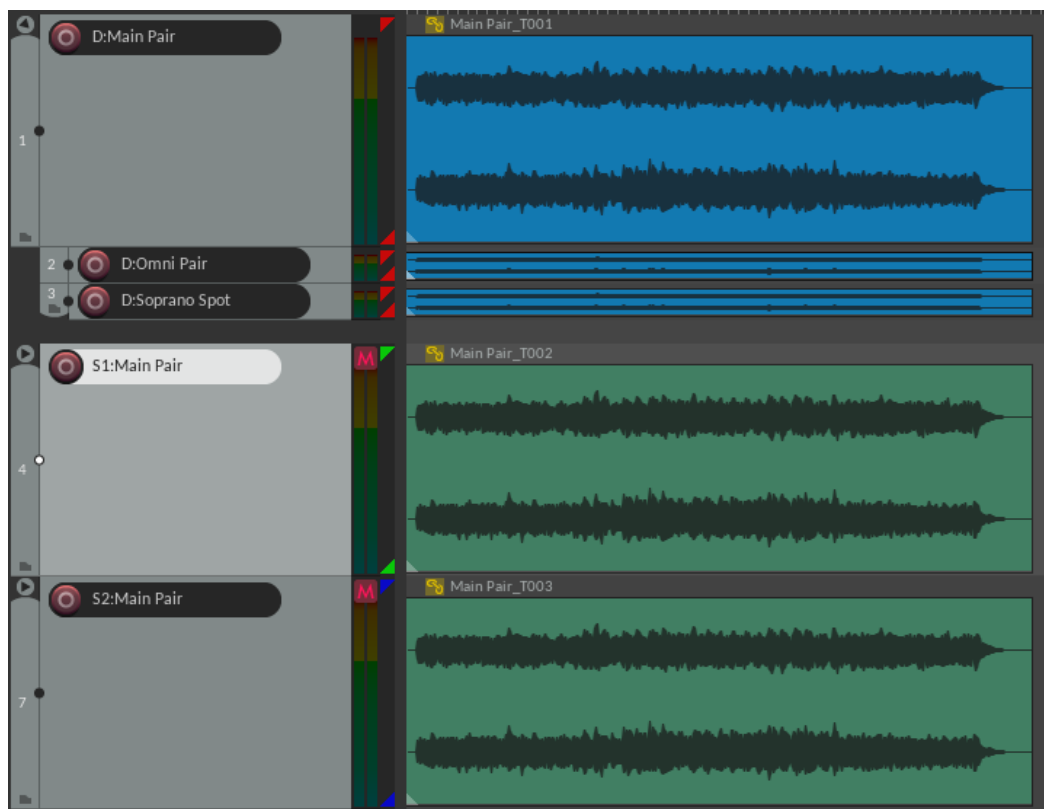 D:Main Pair
Main Pair_T001
1
2
D:Omni Pair
3
D:Soprano Spot
S1:Main Pair
M
Main Pair_T002
4
S2:Main Pair
M
Main Pair_T003
7